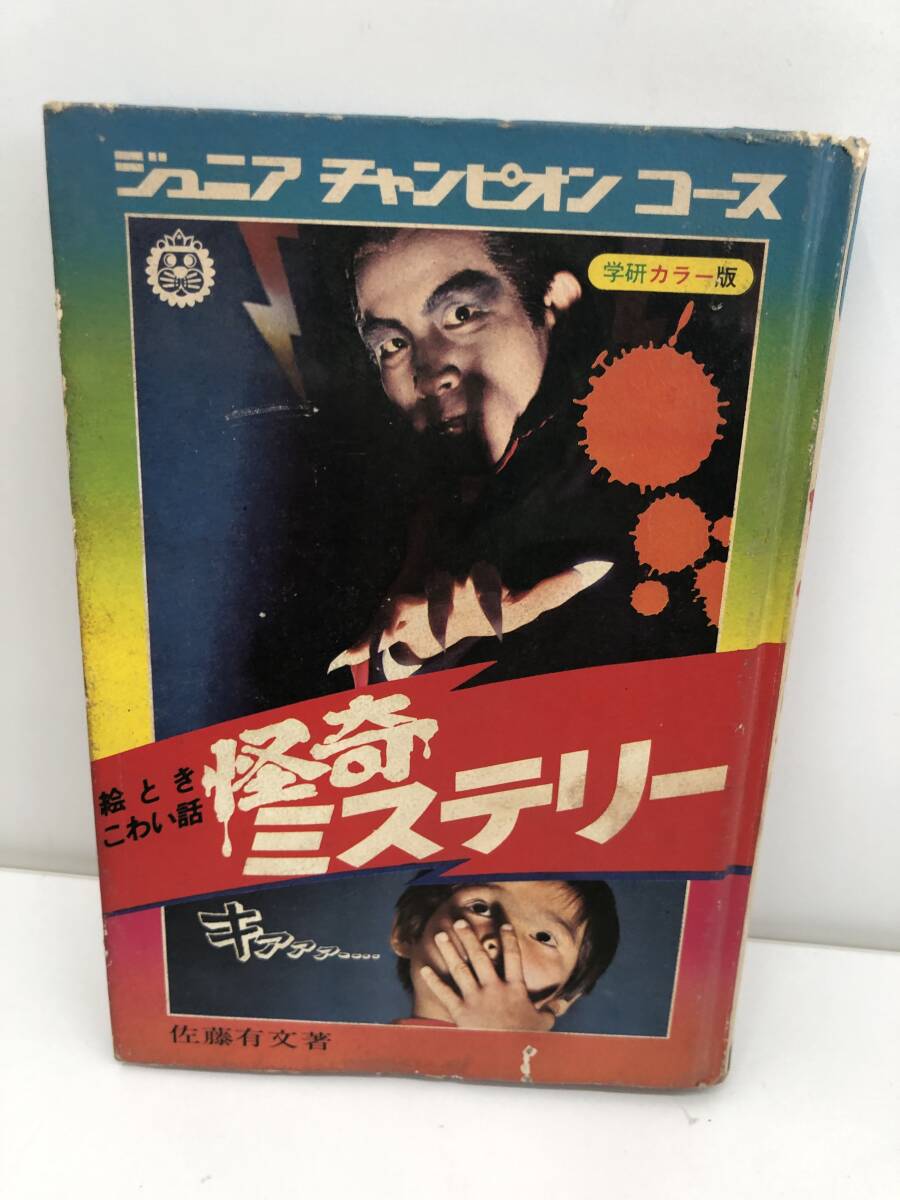 ジュニア チャンピオン コース
学研カラー版
絵とき
こわい話
怪奇
ミステリー
キァァァ‥‥
佐藤有文著